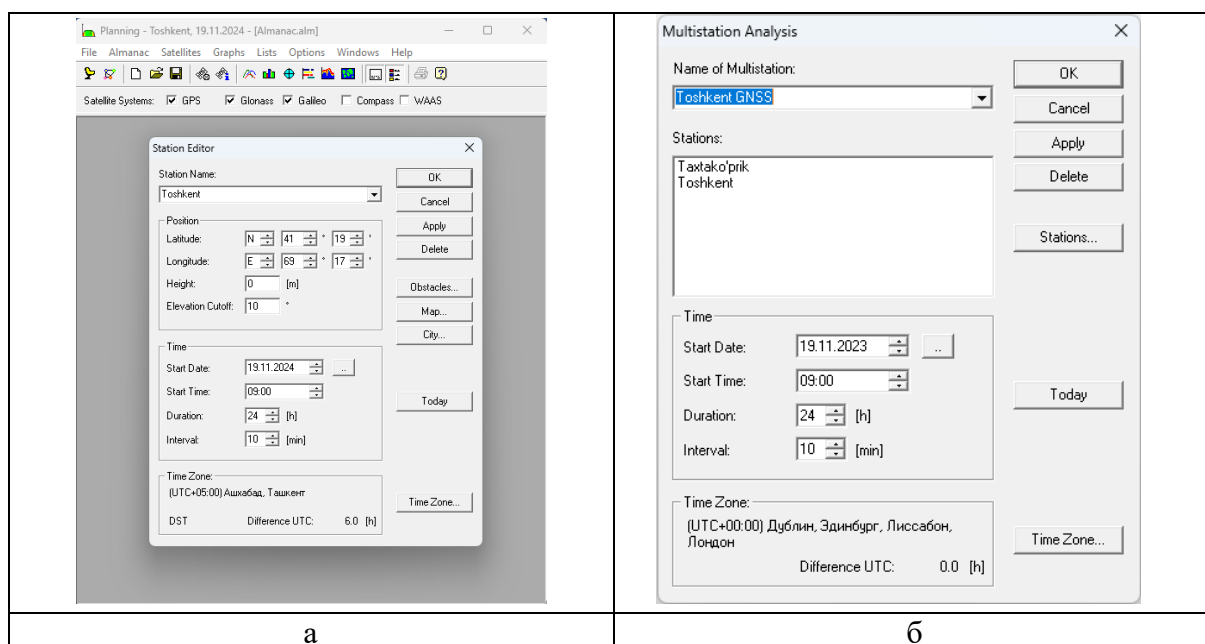 Planning - Toshkent, 19.11.2024 - [Almanac.alm]
File Almanac Satellites Graphs Lists Options Windows Help
Satellite Systems: GPS Glonass Galileo Compass WAAS
Station Editor
Station Name:
Toshkent
OK
Cancel
Apply
Delete
Position
Latitude: N 41 ° 19 '
Longitude: E 69 ° 17 '
Height: 0 [m]
Elevation Cutoff: 10 °
Obstacles...
Map...
City...
Time
Start Date: 19.11.2024 ..
Start Time: 09:00
Duration: 24 [h]
Interval: 10 [min]
Today
Time Zone:
(UTC+05:00) Ашхабад, Ташкент
DST Difference UTC: 6.0 [h]
Time Zone...
а
Multistation Analysis
Name of Multistation:
Toshkent GNSS
OK
Cancel
Apply
Delete
Stations:
Taxtako'prik
Toshkent
Stations...
Time
Start Date: 19.11.2023 ..
Start Time: 09:00
Duration: 24 [h]
Interval: 10 [min]
Today
Time Zone:
(UTC+00:00) Дублин, Эдинбург, Лиссабон,
Лондон
Difference UTC: 0.0 [h]
Time Zone...
б